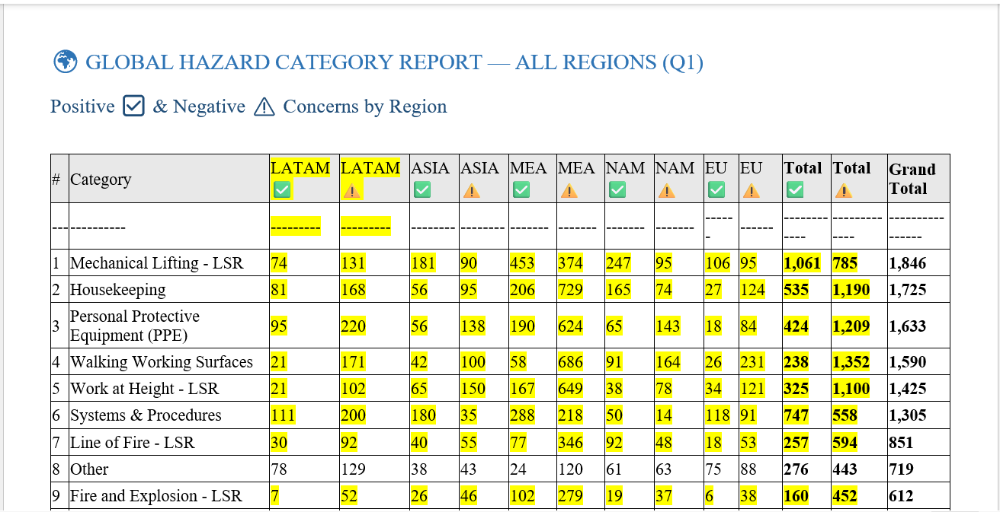 🌍 GLOBAL HAZARD CATEGORY REPORT — ALL REGIONS (Q1)
Positive ☑ & Negative ⚠ Concerns by Region
# Category LATAM ✅ LATAM ⚠ ASIA ✅ ASIA ⚠ MEA ✅ MEA ⚠ NAM ✅ NAM ⚠ EU ✅ EU ⚠ Total ✅ Total ⚠ Grand Total
--- ---------- --------- --------- -------- -------- ------- ------- ------- ------- ------ ------ ------------ ------------- ----------------
1 Mechanical Lifting - LSR 74 131 181 90 453 374 247 95 106 95 1,061 785 1,846
2 Housekeeping 81 168 56 95 206 729 165 74 27 124 535 1,190 1,725
3 Personal Protective Equipment (PPE) 95 220 56 138 190 624 65 143 18 84 424 1,209 1,633
4 Walking Working Surfaces 21 171 42 100 58 686 91 164 26 231 238 1,352 1,590
5 Work at Height - LSR 21 102 65 150 167 649 38 78 34 121 325 1,100 1,425
6 Systems & Procedures 111 200 180 35 288 218 50 14 118 91 747 558 1,305
7 Line of Fire - LSR 30 92 40 55 77 346 92 48 18 53 257 594 851
8 Other 78 129 38 43 24 120 61 63 75 88 276 443 719
9 Fire and Explosion - LSR 7 52 26 46 102 279 19 37 6 38 160 452 612